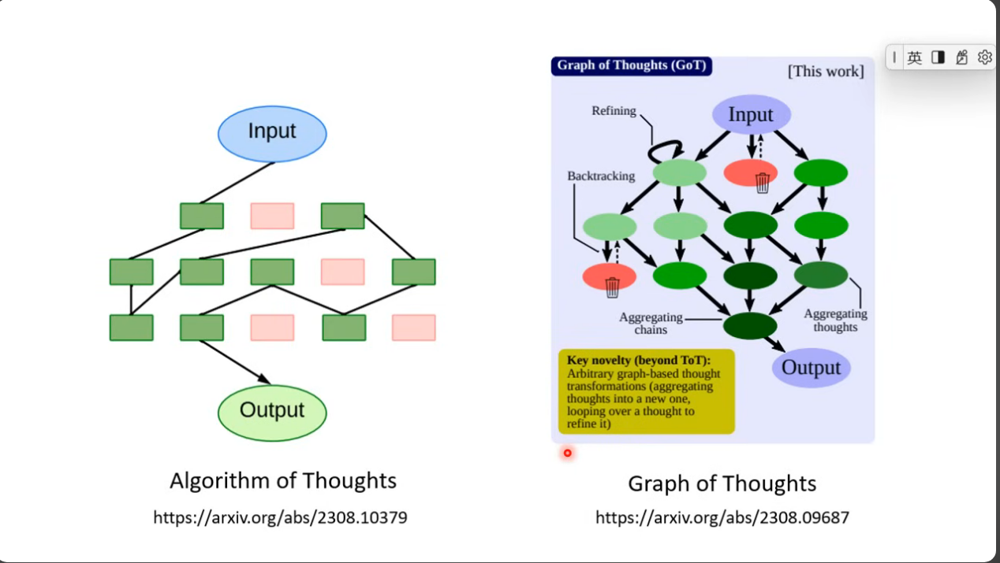 英
Input
Output
Algorithm of Thoughts
https://arxiv.org/abs/2308.10379
Graph of Thoughts (GoT)
[This work]
Refining
Input
Backtracking
Aggregating
chains
Aggregating
thoughts
Output
Key novelty (beyond ToT):
Arbitrary graph-based thought
transformations (aggregating
thoughts into a new one,
looping over a thought to
refine it)
Graph of Thoughts
https://arxiv.org/abs/2308.09687